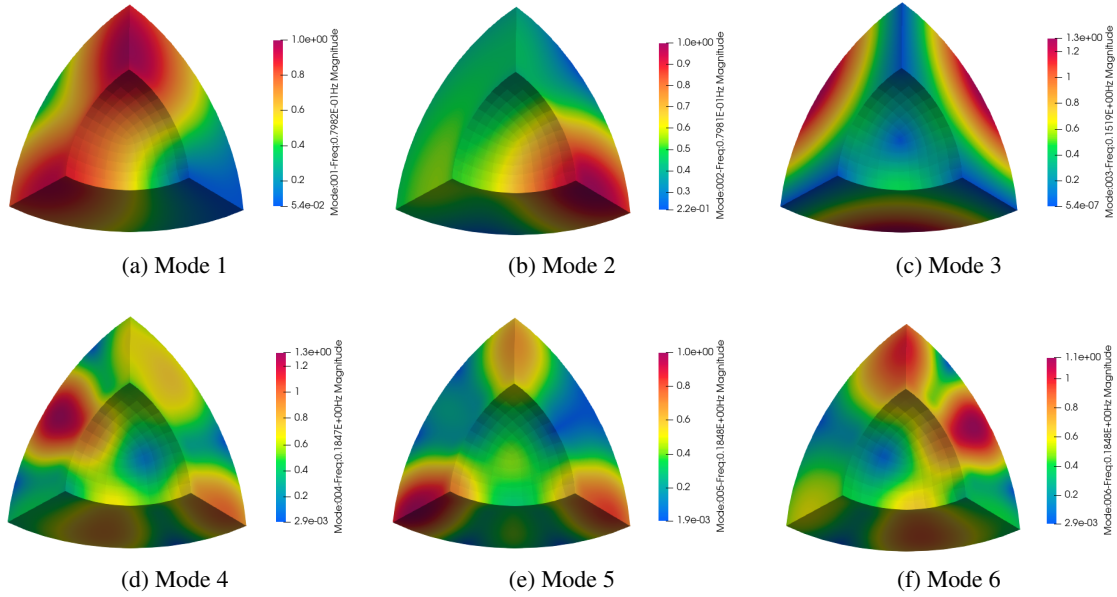 1.0e+00
0.8
0.6
0.4
0.2
5.4e-02
Mode:001-Freq:0.7982E-01Hz Magnitude
1.0e+00
0.9
0.8
0.7
0.6
0.5
0.4
0.3
2.2e-01
Mode:002-Freq:0.7981E-01Hz Magnitude
1.3e+00
1.2
1
0.8
0.6
0.4
0.2
5.4e-07
Mode:003-Freq:0.1519E+00Hz Magnitude
(a) Mode 1
(b) Mode 2
(c) Mode 3
1.3e+00
1.2
1
0.8
0.6
0.4
0.2
2.9e-03
Mode:004-Freq:0.1847E+00Hz Magnitude
1.0e+00
0.8
0.6
0.4
0.2
1.9e-03
Mode:005-Freq:0.1848E+00Hz Magnitude
1.1e+00
1
0.8
0.6
0.4
0.2
2.9e-03
Mode:006-Freq:0.1848E+00Hz Magnitude
(d) Mode 4
(e) Mode 5
(f) Mode 6